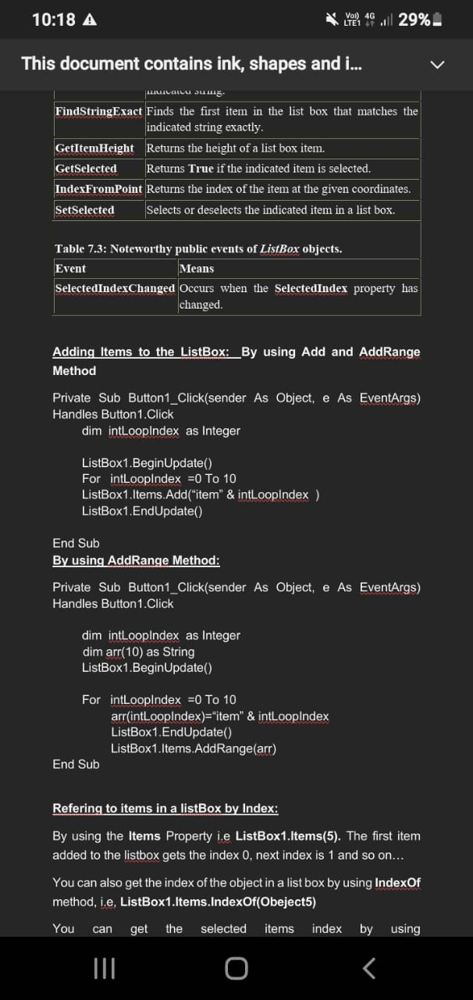 10:18
Vo)) 4G
LTE1
29%
This document contains ink, shapes and i...
indicated string.
FindStringExact Finds the first item in the list box that matches the
indicated string exactly.
GetItemHeight Returns the height of a list box item.
GetSelected Returns True if the indicated item is selected.
IndexFromPoint Returns the index of the item at the given coordinates.
SetSelected Selects or deselects the indicated item in a list box.
Table 7.3: Noteworthy public events of ListBox objects.
Event Means
SelectedIndexChanged Occurs when the SelectedIndex property has
changed.
Adding Items to the ListBox: By using Add and AddRange
Method
Private Sub Button1_Click(sender As Object, e As EventArgs)
Handles Button1.Click
dim intLoopIndex as Integer
ListBox1.BeginUpdate()
For intLoopIndex =0 To 10
ListBox1.Items.Add(“item” & intLoopIndex )
ListBox1.EndUpdate()
End Sub
By using AddRange Method:
Private Sub Button1_Click(sender As Object, e As EventArgs)
Handles Button1.Click
dim intLoopIndex as Integer
dim arr(10) as String
ListBox1.BeginUpdate()
For intLoopIndex =0 To 10
arr(intLoopIndex)=“item” & intLoopIndex
ListBox1.EndUpdate()
ListBox1.Items.AddRange(arr)
End Sub
Refering to items in a listBox by Index:
By using the Items Property i.e ListBox1.Items(5). The first item
added to the listbox gets the index 0, next index is 1 and so on…
You can also get the index of the object in a list box by using IndexOf
method, i.e, ListBox1.Items.IndexOf(Obeject5)
You can get the selected items index by using